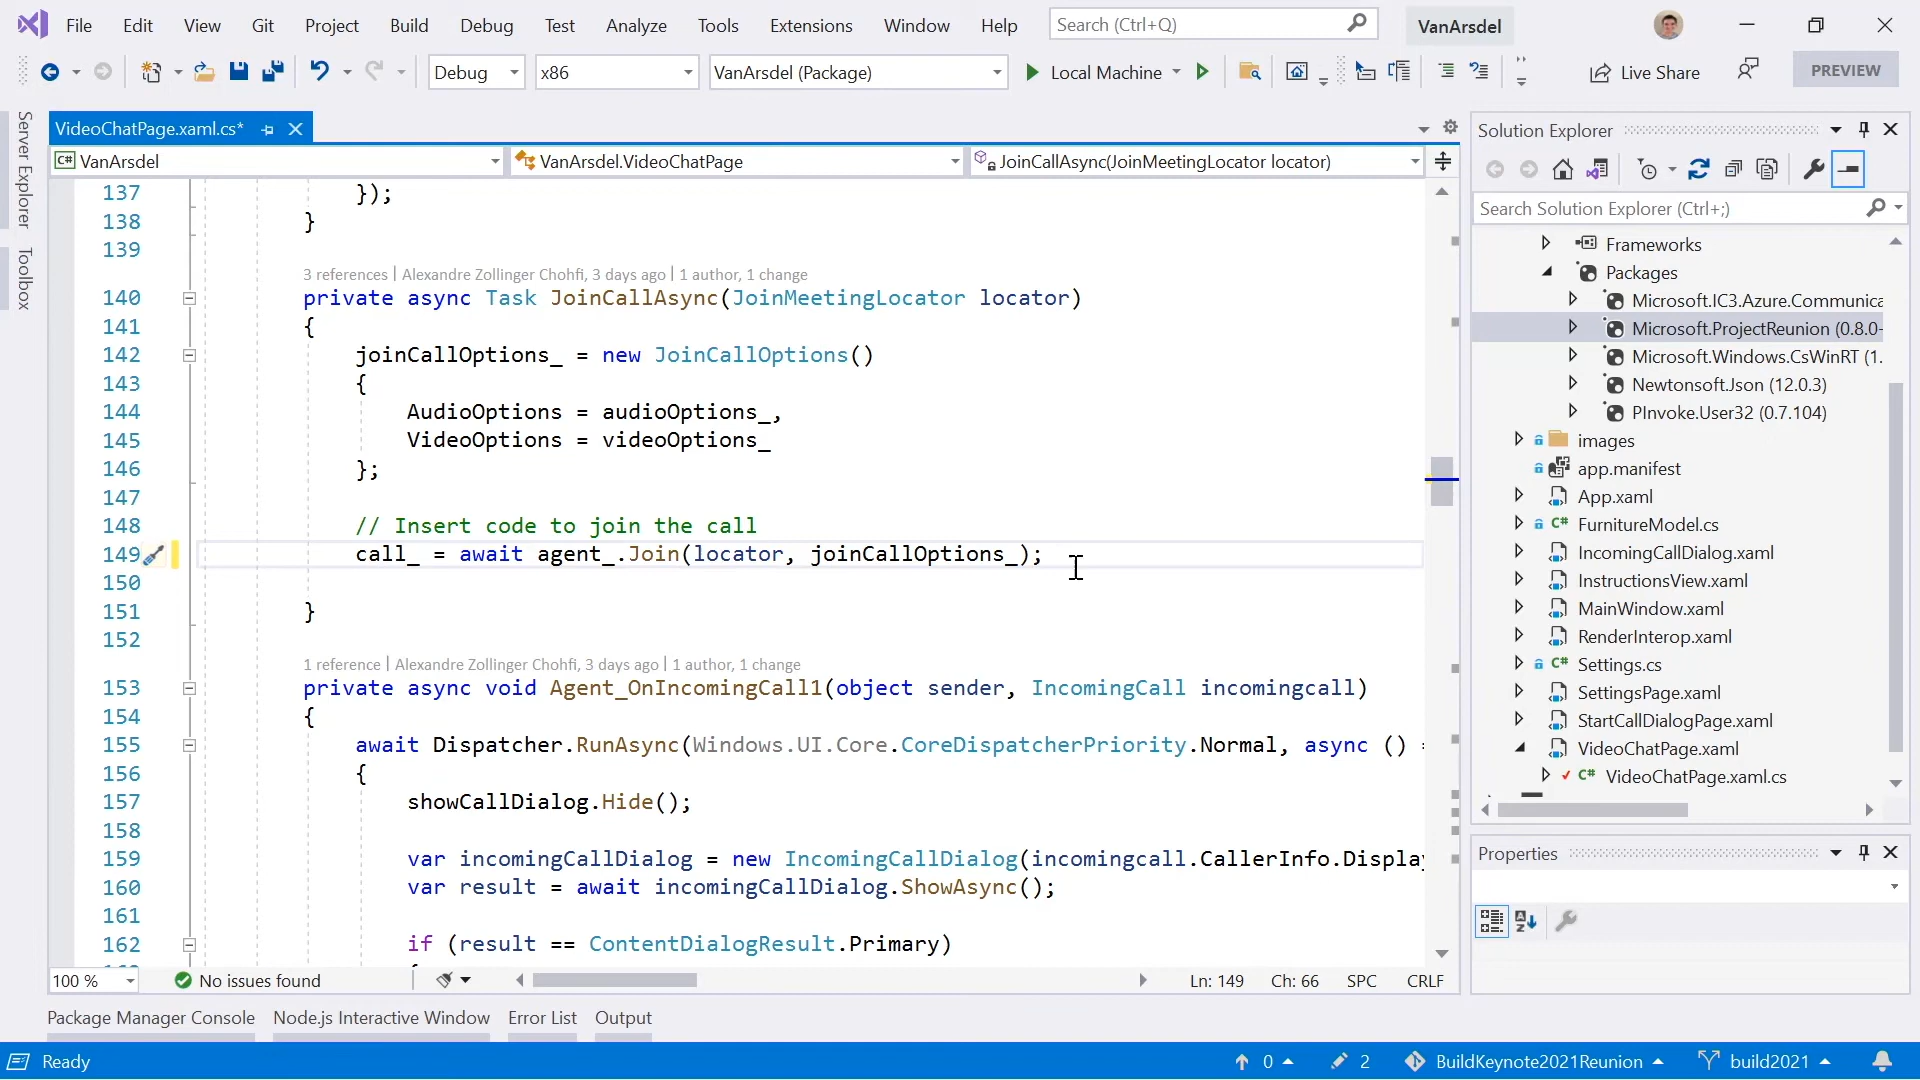 File Edit View Git Project Build Debug Test Analyze Tools Extensions Window Help Search (Ctrl+Q) VanArsdel
Debug x86 VanArsdel (Package) Local Machine Live Share PREVIEW
Server Explorer
Toolbox
VideoChatPage.xaml.cs*
C# VanArsdel VanArsdel.VideoChatPage JoinCallAsync(JoinMeetingLocator locator)
137 });
138 }
139
3 references | Alexandre Zollinger Chohfi, 3 days ago | 1 author, 1 change
140 private async Task JoinCallAsync(JoinMeetingLocator locator)
141 {
142 joinCallOptions_ = new JoinCallOptions()
143 {
144 AudioOptions = audioOptions_,
145 VideoOptions = videoOptions_
146 };
147
148 // Insert code to join the call
149 call_ = await agent_.Join(locator, joinCallOptions_);
150
151 }
152
1 reference | Alexandre Zollinger Chohfi, 3 days ago | 1 author, 1 change
153 private async void Agent_OnIncomingCall1(object sender, IncomingCall incomingcall)
154 {
155 await Dispatcher.RunAsync(Windows.UI.Core.CoreDispatcherPriority.Normal, async () =
156 {
157 showCallDialog.Hide();
158
159 var incomingCallDialog = new IncomingCallDialog(incomingcall.CallerInfo.Display
160 var result = await incomingCallDialog.ShowAsync();
161
162 if (result == ContentDialogResult.Primary)
100 % No issues found Ln: 149 Ch: 66 SPC CRLF
Solution Explorer
Search Solution Explorer (Ctrl+;)
Frameworks
Packages
Microsoft.IC3.Azure.Communica
Microsoft.ProjectReunion (0.8.0-
Microsoft.Windows.CsWinRT (1.
Newtonsoft.Json (12.0.3)
PInvoke.User32 (0.7.104)
images
app.manifest
App.xaml
C# FurnitureModel.cs
IncomingCallDialog.xaml
InstructionsView.xaml
MainWindow.xaml
RenderInterop.xaml
C# Settings.cs
SettingsPage.xaml
StartCallDialogPage.xaml
VideoChatPage.xaml
C# VideoChatPage.xaml.cs
Properties
Package Manager Console Node.js Interactive Window Error List Output
Ready 0 2 BuildKeynote2021Reunion build2021